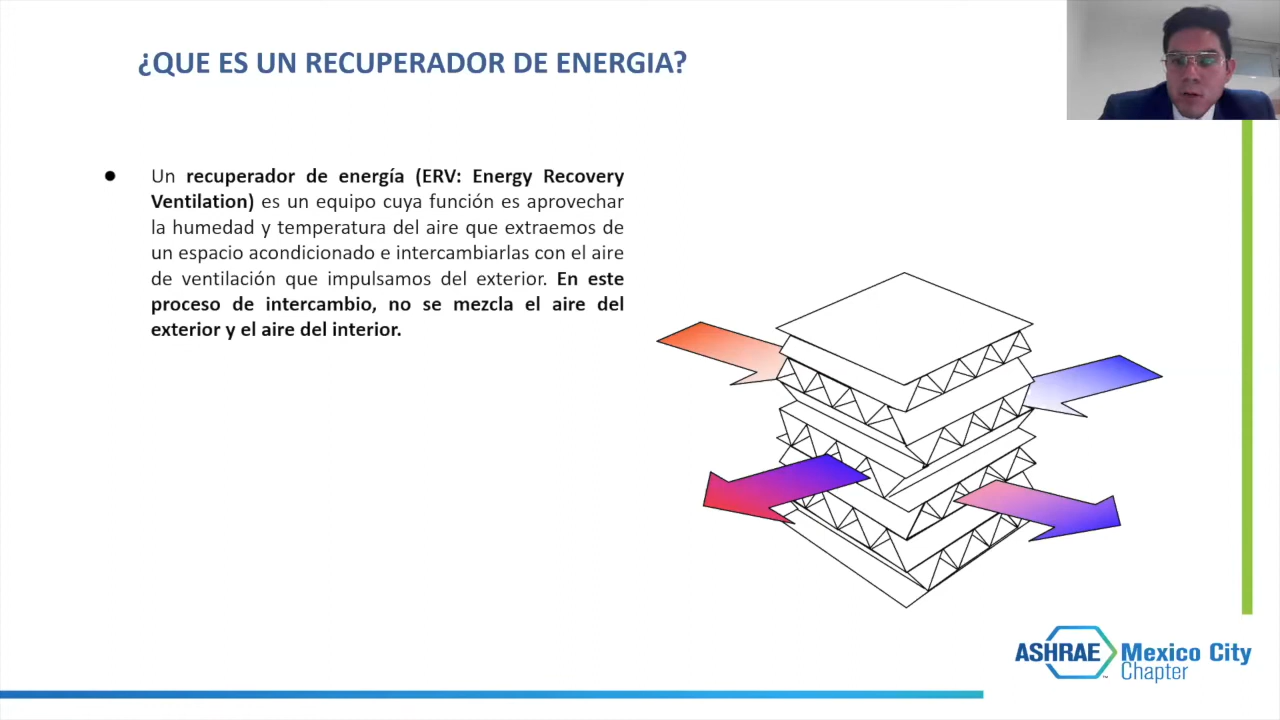 ¿QUE ES UN RECUPERADOR DE ENERGIA?
● Un recuperador de energía (ERV: Energy Recovery
Ventilation) es un equipo cuya función es aprovechar
la humedad y temperatura del aire que extraemos de
un espacio acondicionado e intercambiarlas con el aire
de ventilación que impulsamos del exterior. En este
proceso de intercambio, no se mezcla el aire del
exterior y el aire del interior.
ASHRAE Mexico City
Chapter